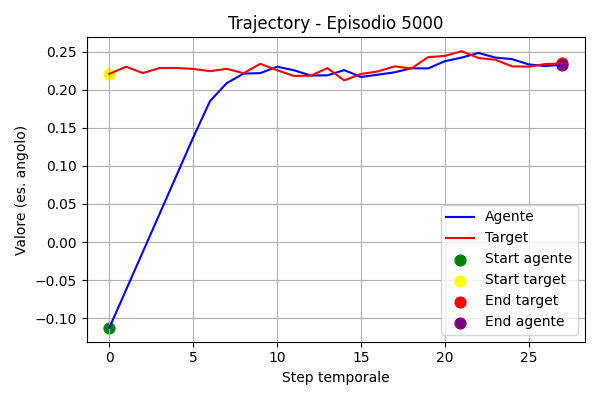 Trajectory - Episodio 5000
Valore (es. angolo)
0.25
0.20
0.15
0.10
0.05
0.00
−0.05
−0.10
Agente
Target
Start agente
Start target
End target
End agente
0 5 10 15 20 25
Step temporale